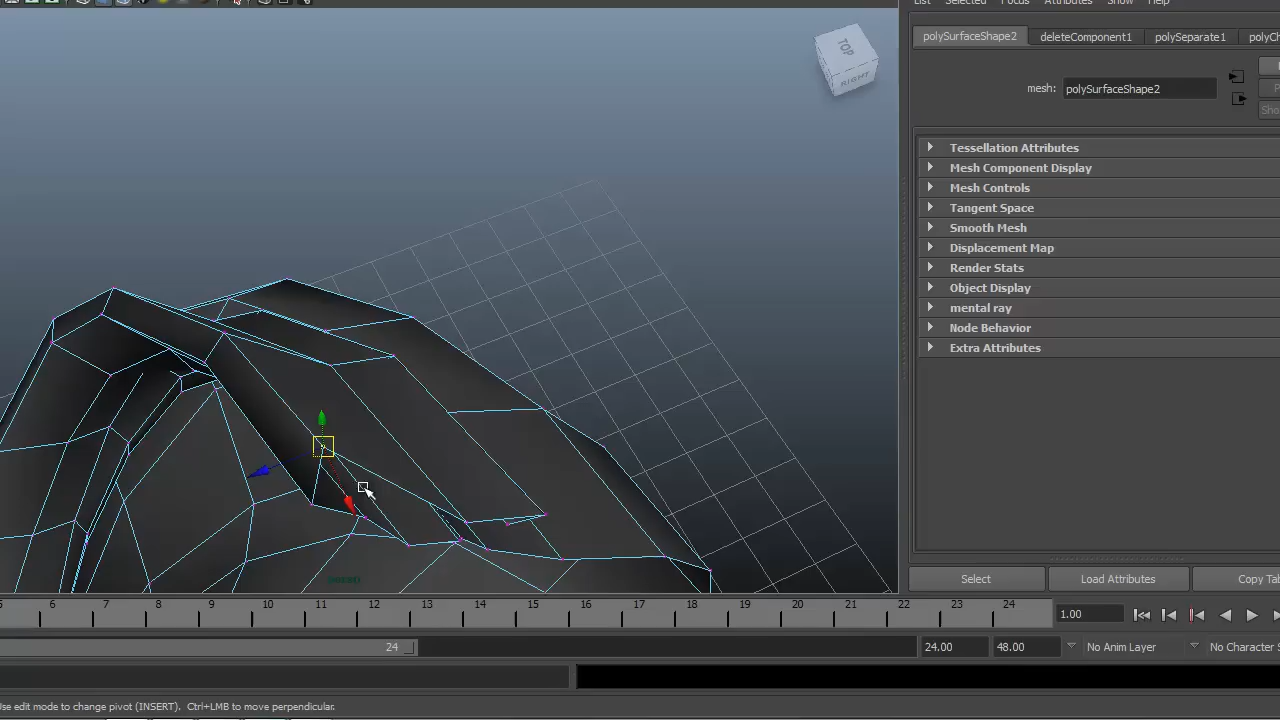 List Selected Focus Attributes Show Help
polySurfaceShape2 deleteComponent1 polySeparate1
TOP
RIGHT
mesh: polySurfaceShape2
Tessellation Attributes
Mesh Component Display
Mesh Controls
Tangent Space
Smooth Mesh
Displacement Map
Render Stats
Object Display
mental ray
Node Behavior
Extra Attributes
Select Load Attributes Copy Ta
6 7 8 9 10 11 12 13 14 15 16 17 18 19 20 21 22 23 24
1.00
24
24.00 48.00 No Anim Layer No Character S
Use edit mode to change pivot (INSERT). Ctrl+LMB to move perpendicular.